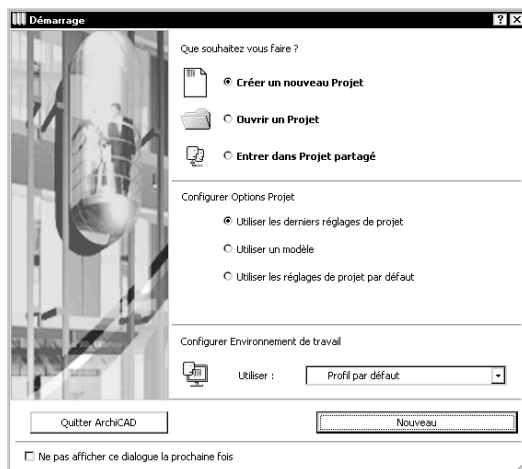 Démarrage
Que souhaitez vous faire ?
Créer un nouveau Projet
Ouvrir un Projet
Entrer dans Projet partagé
Configurer Options Projet
Utiliser les derniers réglages de projet
Utiliser un modèle
Utiliser les réglages de projet par défaut
Configurer Environnement de travail
Utiliser :
Profil par défaut
Quitter ArchiCAD
Nouveau
Ne pas afficher ce dialogue la prochaine fois